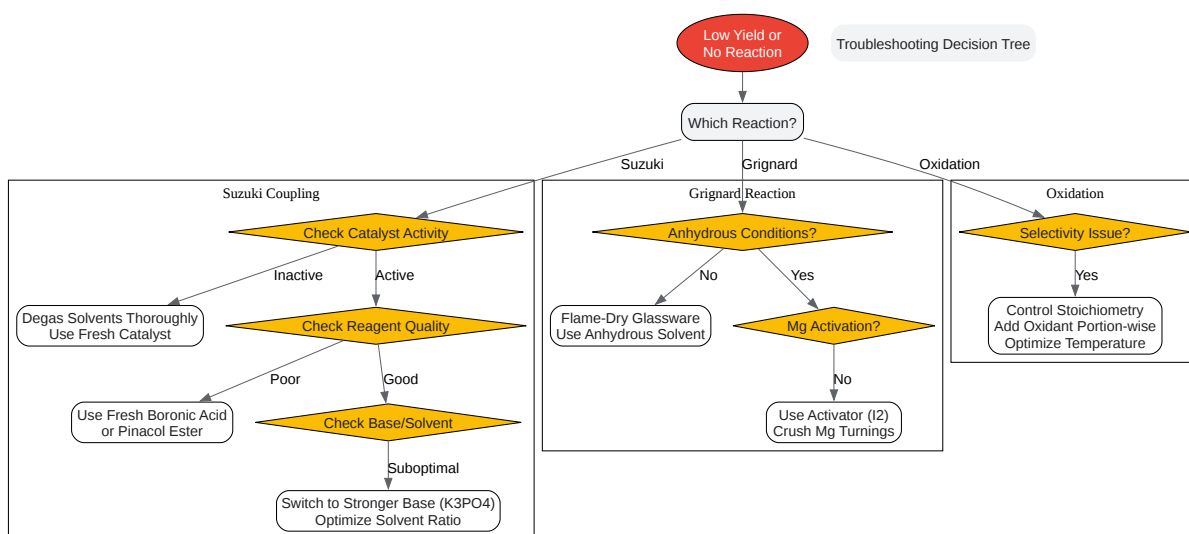 Low Yield or
No Reaction
Troubleshooting Decision Tree
Which Reaction?
Suzuki
Grignard
Oxidation
Suzuki Coupling
Grignard Reaction
Oxidation
Check Catalyst Activity
Anhydrous Conditions?
Selectivity Issue?
Inactive
Active
No
Yes
Yes
Degas Solvents Thoroughly
Use Fresh Catalyst
Check Reagent Quality
Flame-Dry Glassware
Use Anhydrous Solvent
Mg Activation?
Control Stoichiometry
Add Oxidant Portion-wise
Optimize Temperature
Poor
Good
No
Use Fresh Boronic Acid
or Pinacol Ester
Check Base/Solvent
Use Activator (I2)
Crush Mg Turnings
Suboptimal
Switch to Stronger Base (K3PO4)
Optimize Solvent Ratio